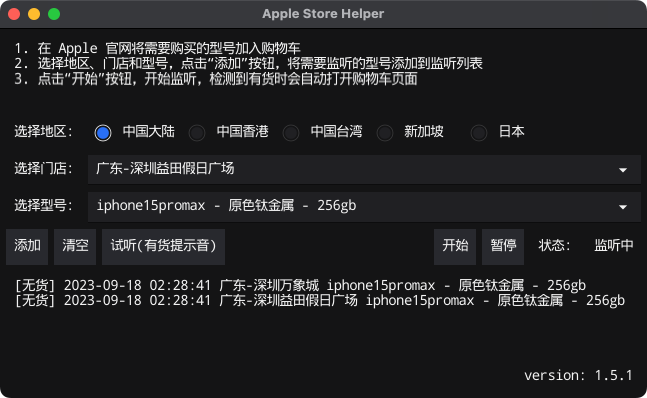 Apple Store Helper
1. 在 Apple 官网将需要购买的型号加入购物车
2. 选择地区、门店和型号，点击“添加”按钮，将需要监听的型号添加到监听列表
3. 点击“开始”按钮，开始监听，检测到有货时会自动打开购物车页面
选择地区： 中国大陆 中国香港 中国台湾 新加坡 日本
选择门店： 广东-深圳益田假日广场
选择型号： iphone15promax - 原色钛金属 - 256gb
添加 清空 试听(有货提示音) 开始 暂停 状态： 监听中
[无货] 2023-09-18 02:28:41 广东-深圳万象城 iphone15promax - 原色钛金属 - 256gb
[无货] 2023-09-18 02:28:41 广东-深圳益田假日广场 iphone15promax - 原色钛金属 - 256gb
version: 1.5.1